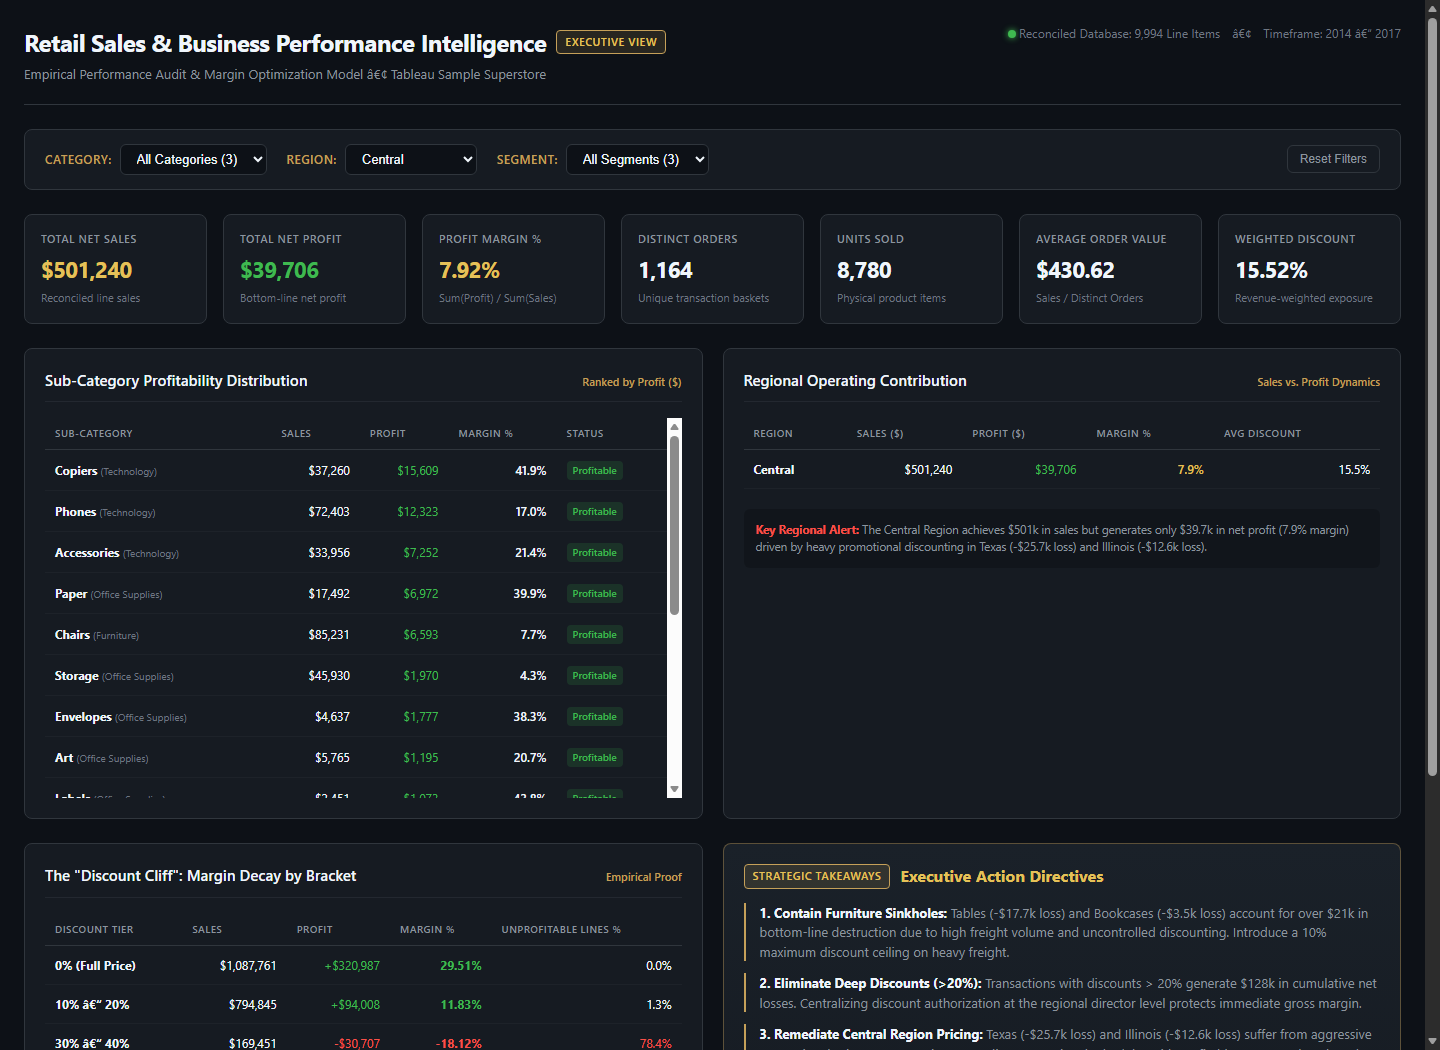 Retail Sales & Business Performance Intelligence EXECUTIVE VIEW
Reconciled Database: 9,994 Line Items â€¢ Timeframe: 2014 â€“ 2017
Empirical Performance Audit & Margin Optimization Model â€¢ Tableau Sample Superstore
CATEGORY: All Categories (3) REGION: Central SEGMENT: All Segments (3) Reset Filters
TOTAL NET SALES
$501,240
Reconciled line sales
TOTAL NET PROFIT
$39,706
Bottom-line net profit
PROFIT MARGIN %
7.92%
Sum(Profit) / Sum(Sales)
DISTINCT ORDERS
1,164
Unique transaction baskets
UNITS SOLD
8,780
Physical product items
AVERAGE ORDER VALUE
$430.62
Sales / Distinct Orders
WEIGHTED DISCOUNT
15.52%
Revenue-weighted exposure
Sub-Category Profitability Distribution Ranked by Profit ($)
SUB-CATEGORY SALES PROFIT MARGIN % STATUS
Copiers (Technology) $37,260 $15,609 41.9% Profitable
Phones (Technology) $72,403 $12,323 17.0% Profitable
Accessories (Technology) $33,956 $7,252 21.4% Profitable
Paper (Office Supplies) $17,492 $6,972 39.9% Profitable
Chairs (Furniture) $85,231 $6,593 7.7% Profitable
Storage (Office Supplies) $45,930 $1,970 4.3% Profitable
Envelopes (Office Supplies) $4,637 $1,777 38.3% Profitable
Art (Office Supplies) $5,765 $1,195 20.7% Profitable
Labels (Office Supplies) $2,451 $1,073 43.8% Profitable
Regional Operating Contribution Sales vs. Profit Dynamics
REGION SALES ($) PROFIT ($) MARGIN % AVG DISCOUNT
Central $501,240 $39,706 7.9% 15.5%
Key Regional Alert: The Central Region achieves $501k in sales but generates only $39.7k in net profit (7.9% margin)
driven by heavy promotional discounting in Texas (-$25.7k loss) and Illinois (-$12.6k loss).
The "Discount Cliff": Margin Decay by Bracket Empirical Proof
DISCOUNT TIER SALES PROFIT MARGIN % UNPROFITABLE LINES %
0% (Full Price) $1,087,761 +$320,987 29.51% 0.0%
10% â€“ 20% $794,845 +$94,008 11.83% 1.3%
30% â€“ 40% $169,451 -$30,707 -18.12% 78.4%
STRATEGIC TAKEAWAYS Executive Action Directives
1. Contain Furniture Sinkholes: Tables (-$17.7k loss) and Bookcases (-$3.5k loss) account for over $21k in
bottom-line destruction due to high freight volume and uncontrolled discounting. Introduce a 10%
maximum discount ceiling on heavy freight.
2. Eliminate Deep Discounts (>20%): Transactions with discounts > 20% generate $128k in cumulative net
losses. Centralizing discount authorization at the regional director level protects immediate gross margin.
3. Remediate Central Region Pricing: Texas (-$25.7k loss) and Illinois (-$12.6k loss) suffer from aggressive